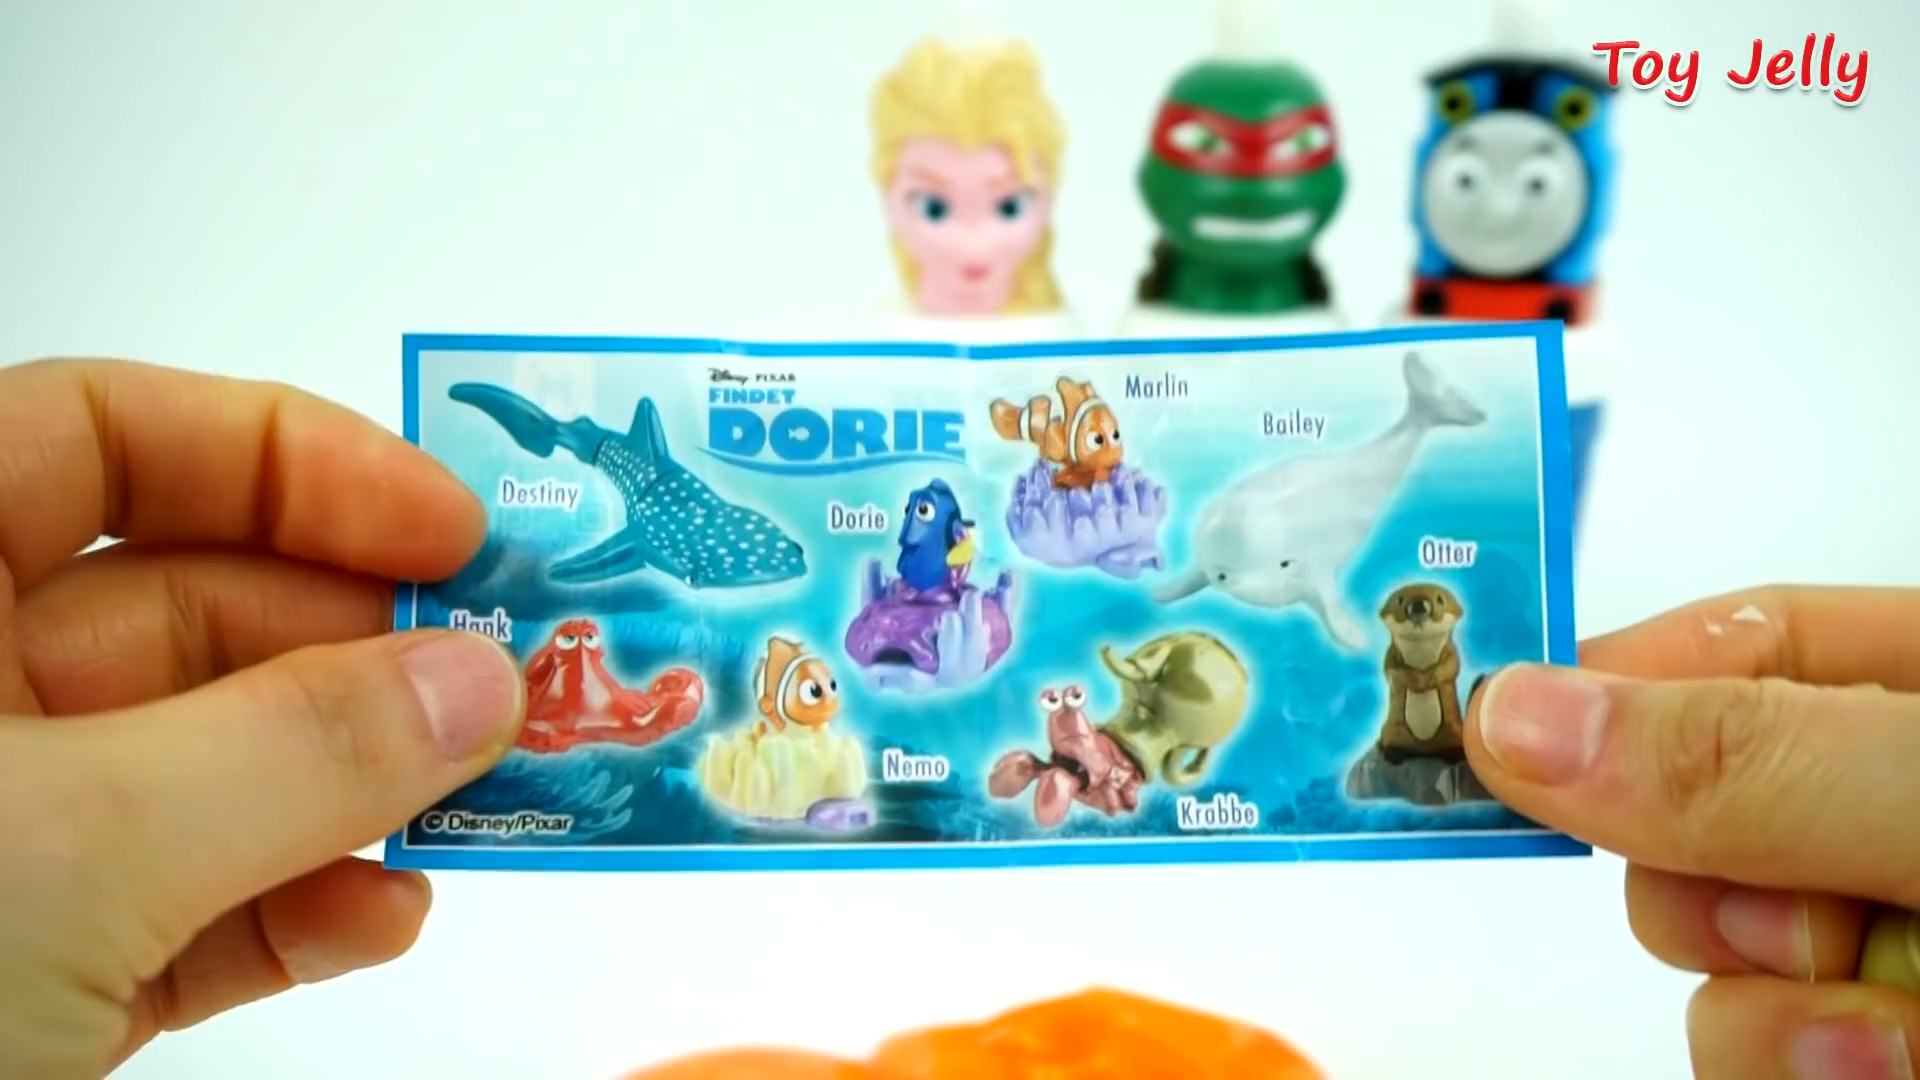 Toy Jelly
Disney PIXAR
FINDET
DORIE
Marlin
Bailey
Destiny
Dorie
Otter
Hank
Nemo
Krabbe
© Disney/Pixar